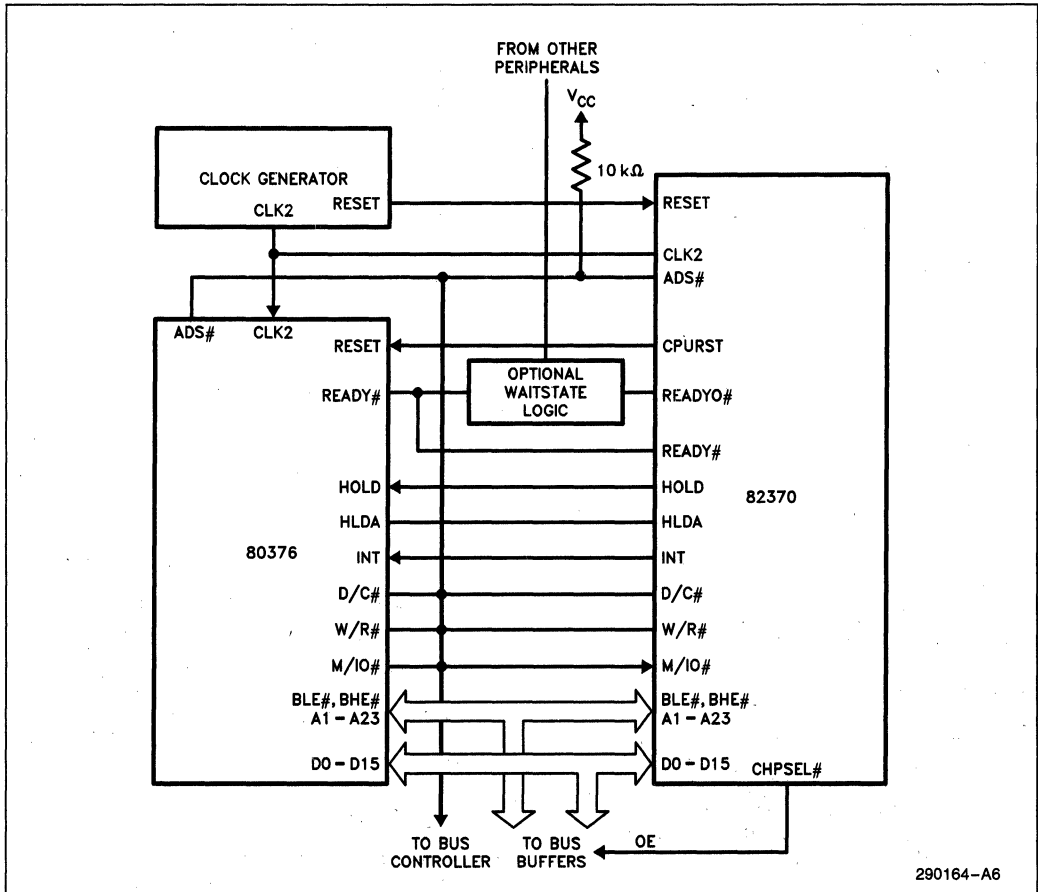 FROM OTHER
PERIPHERALS
VCC
10 kΩ
CLOCK GENERATOR
RESET
CLK2
RESET
CLK2
ADS#
ADS#
CLK2
RESET
CPURST
OPTIONAL
WAITSTATE
LOGIC
READY#
READYO#
READY#
HOLD
HOLD
82370
HLDA
HLDA
80376
INT
INT
D/C#
D/C#
W/R#
W/R#
M/IO#
M/IO#
BLE#, BHE#
A1-A23
BLE#, BHE#
A1-A23
D0-D15
D0-D15
CHPSEL#
TO BUS
CONTROLLER
TO BUS
BUFFERS
OE
290164-A6